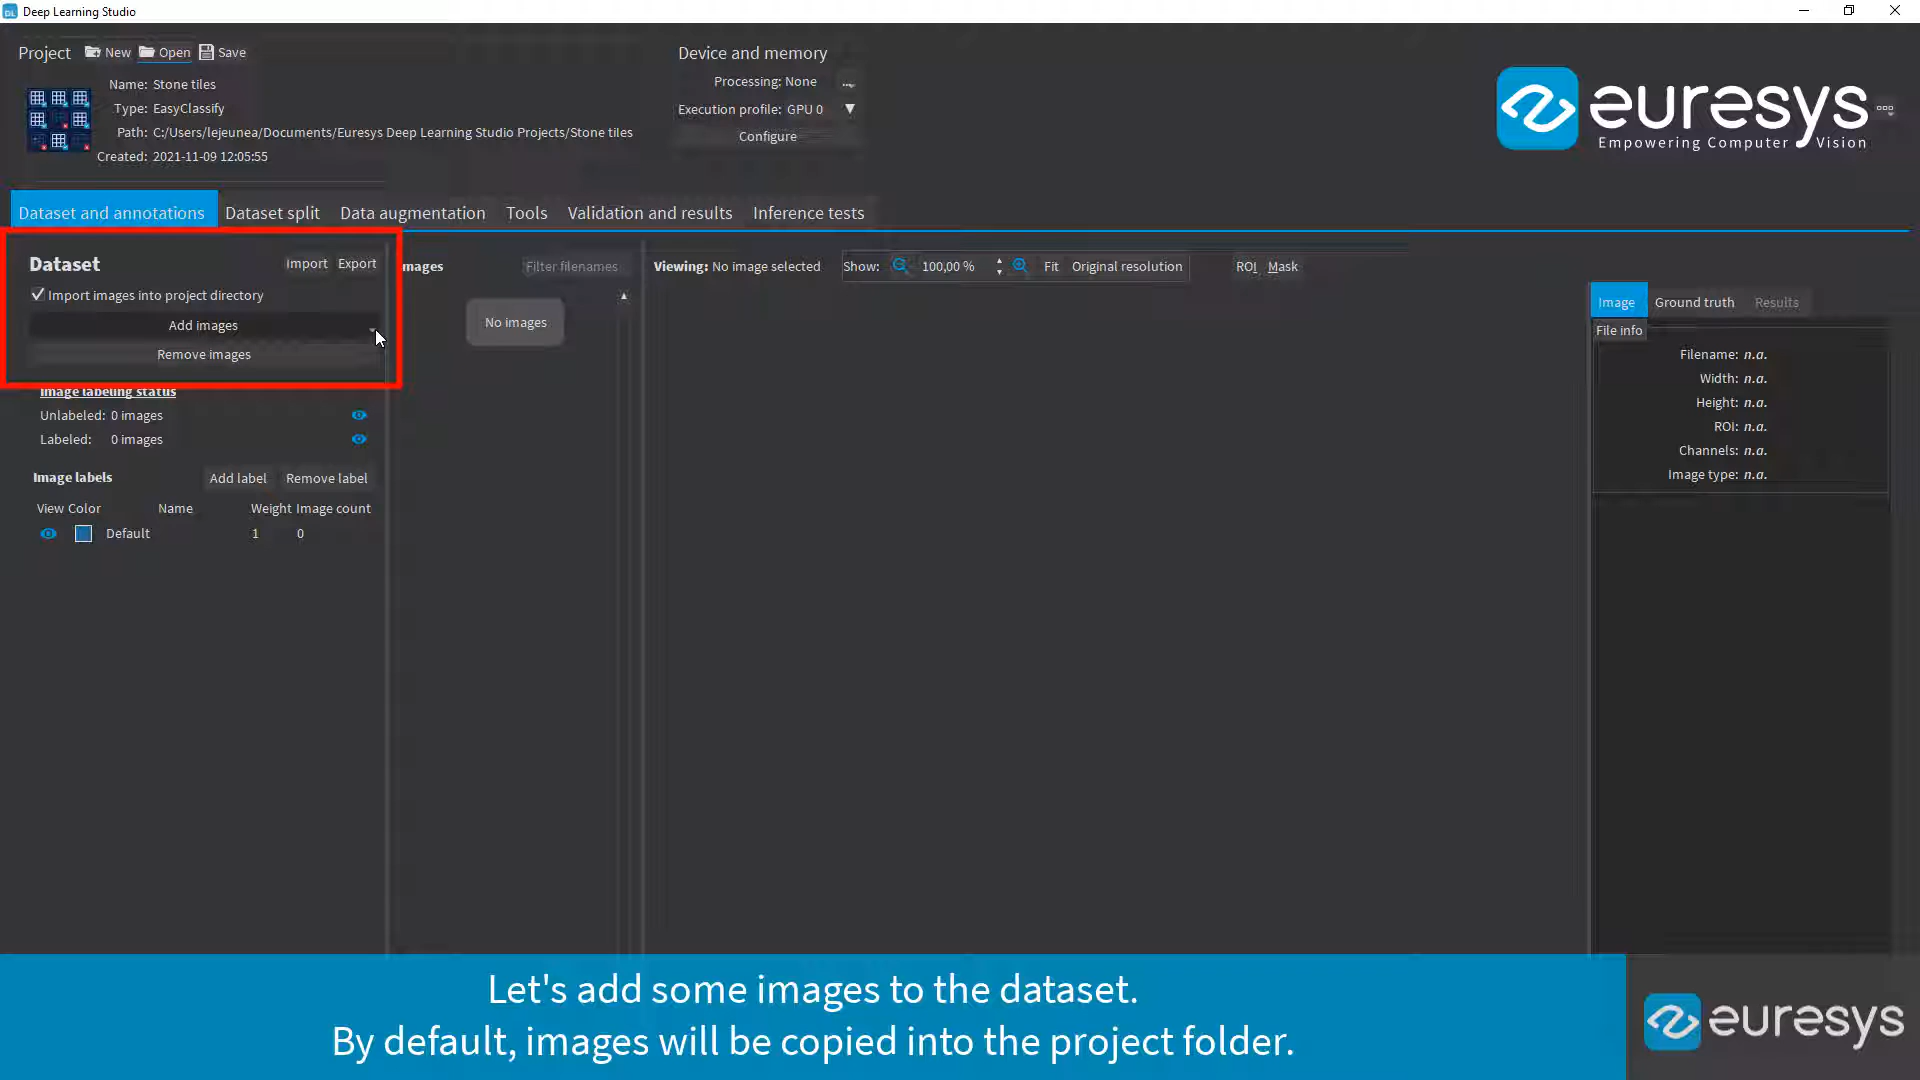 Deep Learning Studio
Project New Open Save
Name: Stone tiles
Type: EasyClassify
Path: C:/Users/lejeunea/Documents/Euresys Deep Learning Studio Projects/Stone tiles
Created: 2021-11-09 12:05:55
Device and memory
Processing: None ...
Execution profile: GPU 0
Configure
euresys
Empowering Computer Vision
Dataset and annotations Dataset split Data augmentation Tools Validation and results Inference tests
Dataset Import Export
Import images into project directory
Add images
Remove images
Image labeling status
Unlabeled: 0 images
Labeled: 0 images
Image labels Add label Remove label
View Color Name Weight Image count
Default 1 0
mages Filter filenames
No images
Viewing: No image selected Show: 100,00 % Fit Original resolution ROI Mask
Image Ground truth Results
File info
Filename: n.a.
Width: n.a.
Height: n.a.
ROI: n.a.
Channels: n.a.
Image type: n.a.
Let's add some images to the dataset.
By default, images will be copied into the project folder.
euresys